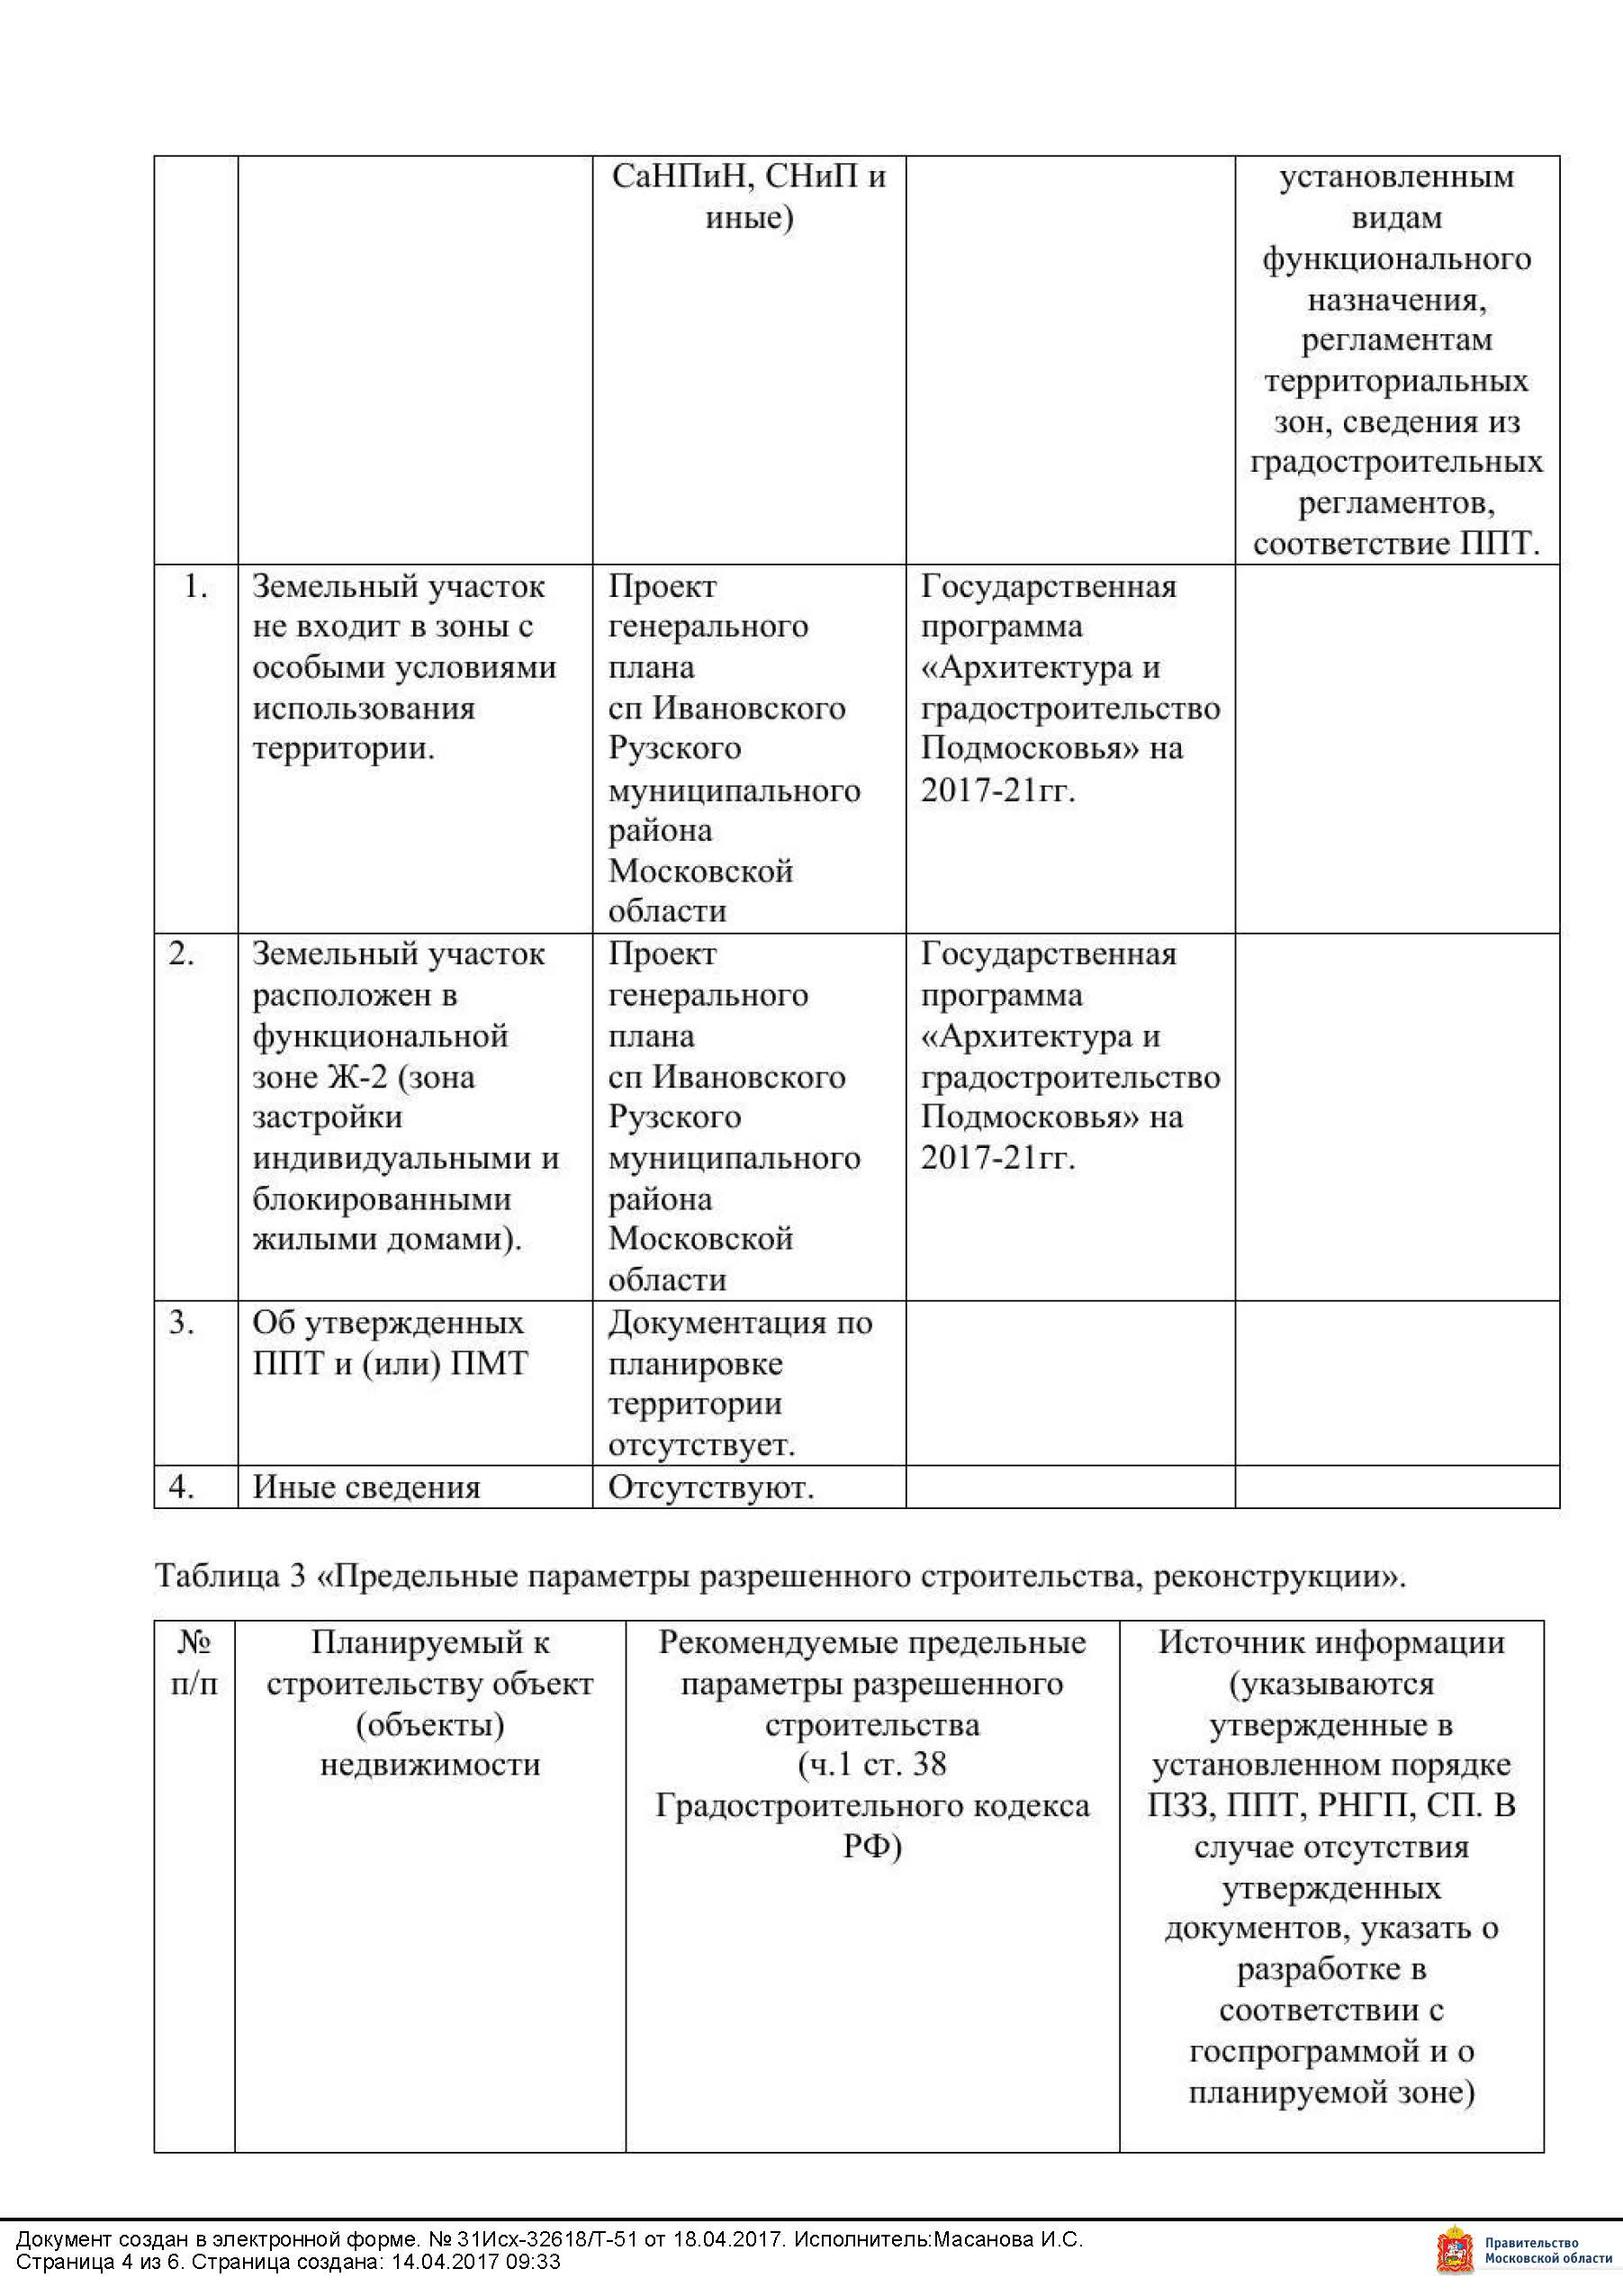 СаНПиН, СНиП и
иные)
установленным
видам
функционального
назначения,
регламентам
территориальных
зон, сведения из
градостроительных
регламентов,
соответствие ППТ.
1.
Земельный участок
не входит в зоны с
особыми условиями
использования
территории.
Проект
генерального
плана
сп Ивановского
Рузского
муниципального
района
Московской
области
Государственная
программа
«Архитектура и
градостроительство
Подмосковья» на
2017-21гг.
2.
Земельный участок
расположен в
функциональной
зоне Ж-2 (зона
застройки
индивидуальными и
блокированными
жилыми домами).
Проект
генерального
плана
сп Ивановского
Рузского
муниципального
района
Московской
области
Государственная
программа
«Архитектура и
градостроительство
Подмосковья» на
2017-21гг.
3.
Об утвержденных
ППТ и (или) ПМТ
Документация по
планировке
территории
отсутствует.
4.
Иные сведения
Отсутствуют.
Таблица 3 «Предельные параметры разрешенного строительства, реконструкции».
№
п/п
Планируемый к
строительству объект
(объекты)
недвижимости
Рекомендуемые предельные
параметры разрешенного
строительства
(ч.1 ст. 38
Градостроительного кодекса
РФ)
Источник информации
(указываются
утвержденные в
установленном порядке
ПЗЗ, ППТ, РНГП, СП. В
случае отсутствия
утвержденных
документов, указать о
разработке в
соответствии с
госпрограммой и о
планируемой зоне)
Документ создан в электронной форме. № 31Исх-32618/Т-51 от 18.04.2017. Исполнитель:Масанова И.С.
Страница 4 из 6. Страница создана: 14.04.2017 09:33
Правительство
Московской области